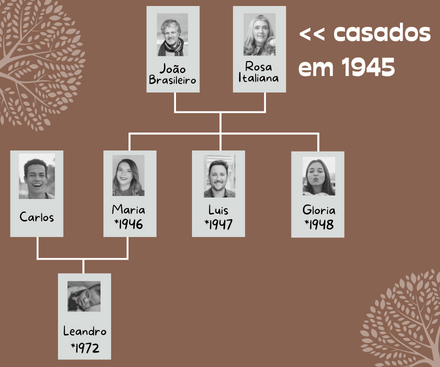 João
Brasileiro
Rosa
Italiana
<< casados
em 1945
Carlos
Maria
*1946
Luis
*1947
Gloria
*1948
Leandro
*1972